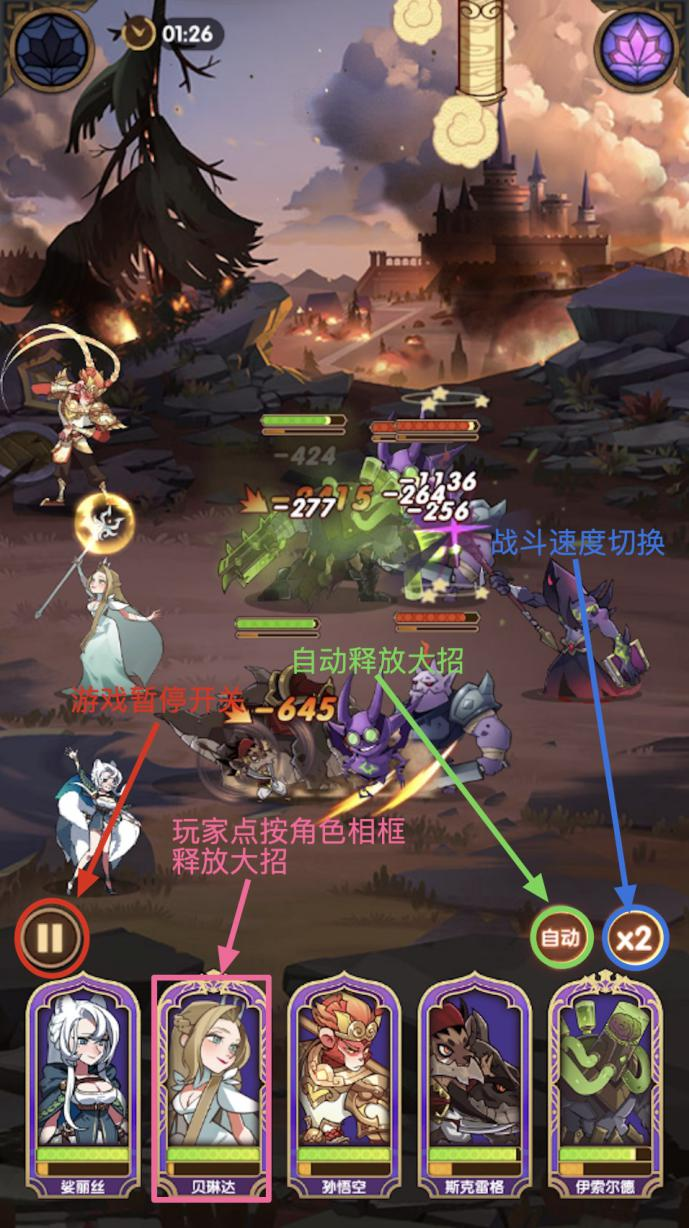 01:26
-424
-2415
-277
-1136
-264
-256
战斗速度切换
自动释放大招
游戏暂停开关
-645
玩家点按角色相框
释放大招
自动
x2
娑丽丝
贝琳达
孙悟空
斯克雷格
伊索尔德